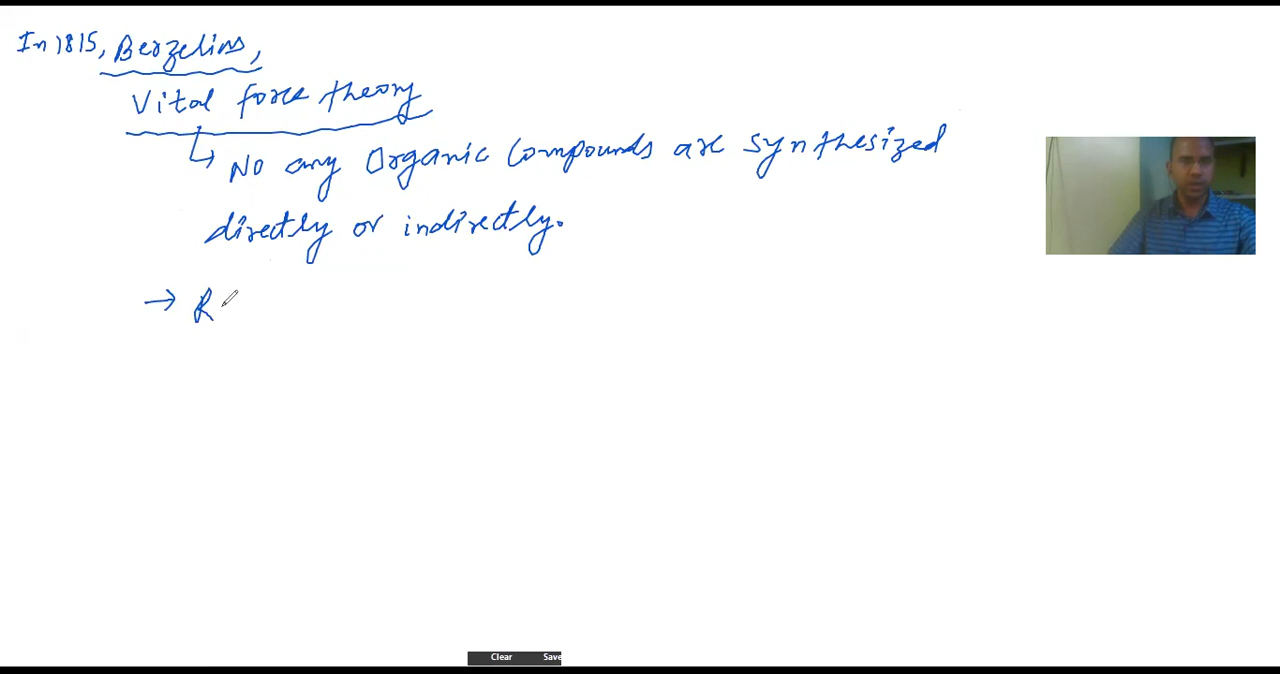 In 1815, Berzelius,
Vital force theory
↳ No any Organic Compounds are synthesized
directly or indirectly.
→ R
Clear Save